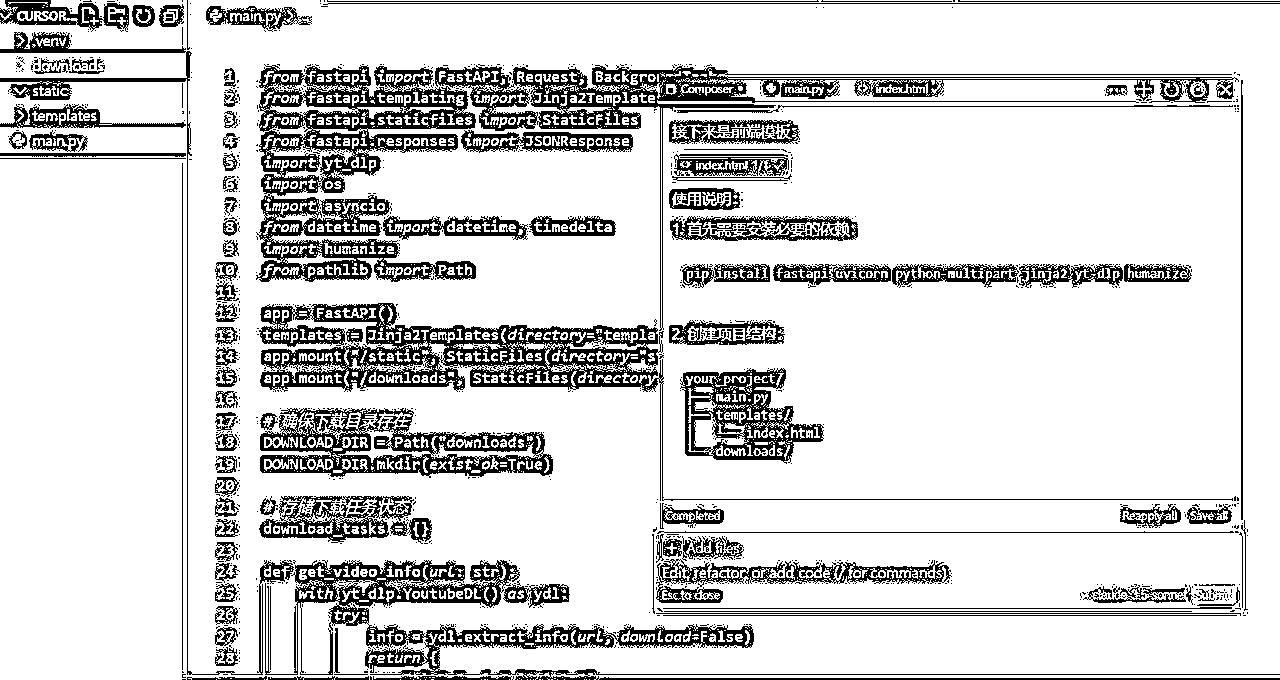 CURSOR...
.venv
downloads
static
templates
main.py
main.py > ...
1 from fastapi import FastAPI, Request, BackgroundTasks
2 from fastapi.templating import Jinja2Template
3 from fastapi.staticfiles import StaticFiles
4 from fastapi.responses import JSONResponse
5 import yt_dlp
6 import os
7 import asyncio
8 from datetime import datetime, timedelta
9 import humanize
10 from pathlib import Path
11
12 app = FastAPI()
13 templates = Jinja2Templates(directory="templa
14 app.mount("/static", StaticFiles(directory="s
15 app.mount("/downloads", StaticFiles(directory
16
17 # 确保下载目录存在
18 DOWNLOAD_DIR = Path("downloads")
19 DOWNLOAD_DIR.mkdir(exist_ok=True)
20
21 # 存储下载任务状态
22 download_tasks = {}
23
24 def get_video_info(url: str):
25 with yt_dlp.YoutubeDL() as ydl:
26 try:
27 info = ydl.extract_info(url, download=False)
28 return {
Composer
main.py
index.html
接下来是前端模板:
index.html 1/1
使用说明:
1. 首先需要安装必要的依赖:
pip install fastapi uvicorn python-multipart jinja2 yt-dlp humanize
2. 创建项目结构:
your_project/
├── main.py
├── templates/
│   └── index.html
└── downloads/
Completed
Reapply all
Save all
+ Add files
Edit, refactor or add code (/ for commands)
Esc to close
claude-3.5-sonnet
Submit